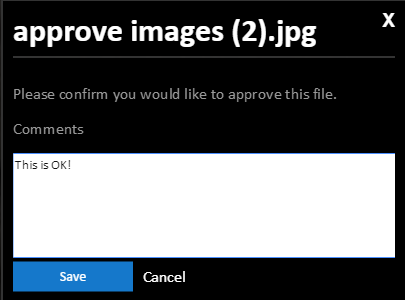 approve images (2).jpg
X
Please confirm you would like to approve this file.
Comments
This is OK!
Save Cancel